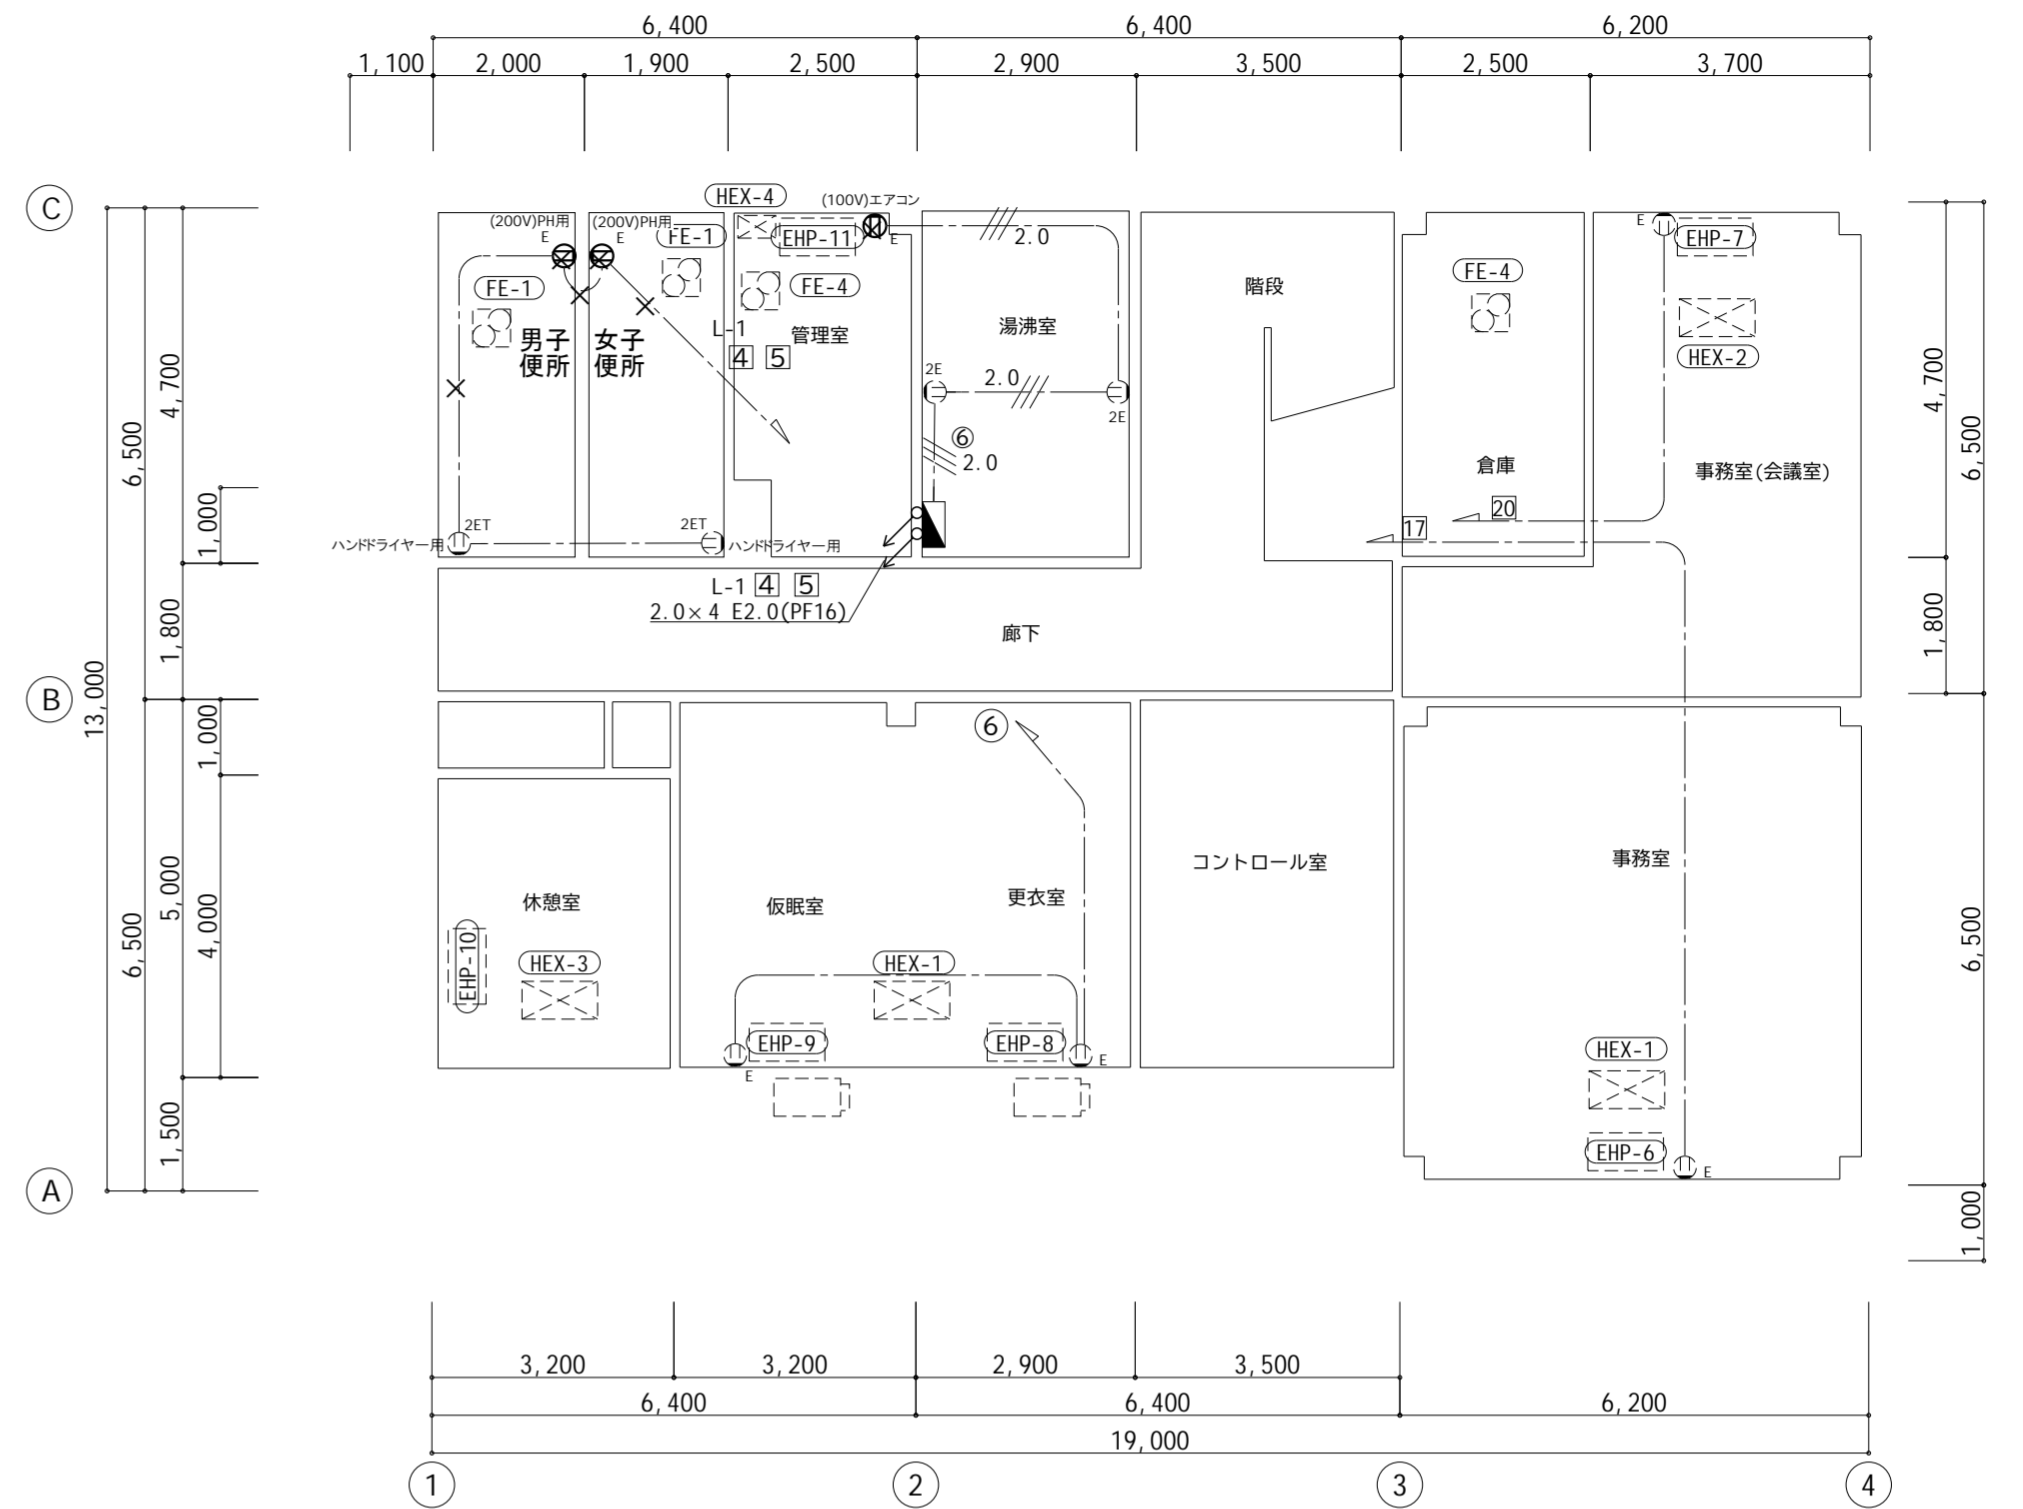 6,400 6,400 6,200
1,100 2,000 1,900 2,500 2,900 3,500 2,500 3,700
C
HEX-4 (100V)エアコン
(200V)PH用 (200V)PH用
E E FE-1 EHP-11 E 2.0 E EHP-7
FE-1 FE-4 階段 FE-4
男子便所 女子便所 L-1 管理室 湯沸室
4 5
HEX-2
2E 2.0 2E
⑥
2.0
倉庫 事務室(会議室)
20
17
2ET 2ET
ハンドドライヤー用 ハンドドライヤー用
L-1 4 5
2.0×4 E2.0(PF16)
廊下
B
⑥
コントロール室 事務室
休憩室 仮眠室 更衣室
EHP-10 HEX-3 HEX-1
EHP-9 EHP-8 HEX-1
E E
EHP-6 E
A
13,000
6,500 6,500
4,700 1,800 5,000 1,500
1,000 1,000 4,000
4,700 1,800
6,500 6,500 1,000
3,200 3,200 2,900 3,500
6,400 6,400 6,200
19,000
1 2 3 4